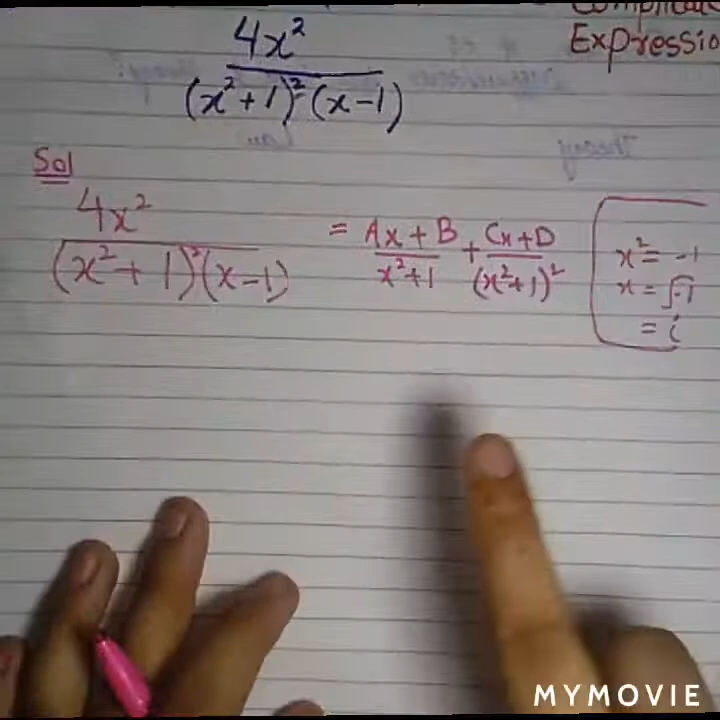 Expressio
4x²
(x²+1)² (x-1)
Sol
4x²
(x²+1)²(x-1)
= Ax+B + Cx+D
x²+1 (x²+1)²
x² = -1
x = √-1
= i
MYMOVIE